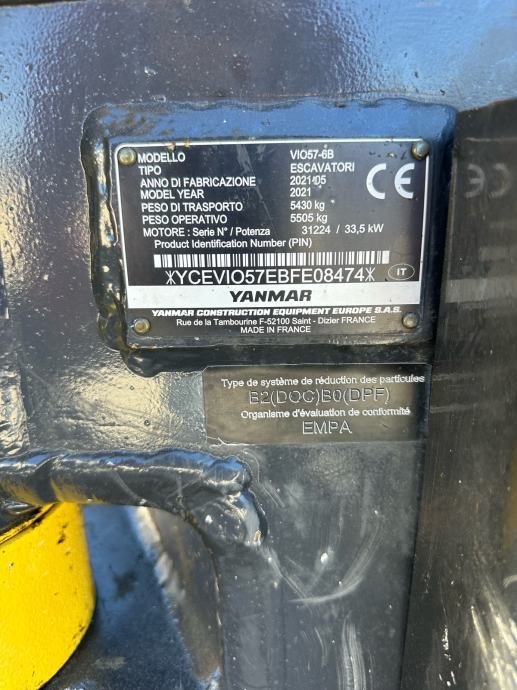 MODELLO VIO57-6B
TIPO ESCAVATORI
ANNO DI FABRICAZIONE 2021/05
MODEL YEAR 2021
PESO DI TRASPORTO 5430 kg
PESO OPERATIVO 5505 kg
MOTORE : Serie N° / Potenza 31224 / 33,5 kW
Product Identification Number (PIN)
CE
*YCEVIO57EBFE08474*
IT
YANMAR
YANMAR CONSTRUCTION EQUIPMENT EUROPE S.A.S.
Rue de la Tambourine F-52100 Saint - Dizier FRANCE
MADE IN FRANCE
Type de système de réduction des particules
B2(DOC)B0(DPF)
Organisme d'évaluation de conformité
EMPA